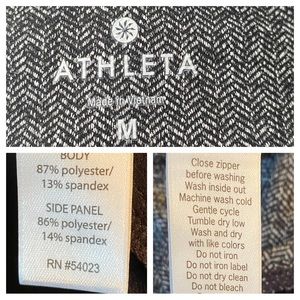 ATHLETA
Made in Vietnam
M
BODY
87% polyester/
13% spandex
SIDE PANEL
86% polyester/
14% spandex
RN #54023
Close zipper
before washing
Wash inside out
Machine wash cold
Gentle cycle
Tumble dry low
Wash and dry
with like colors
Do not iron
Do not iron label
Do not dry clean
Do not bleach